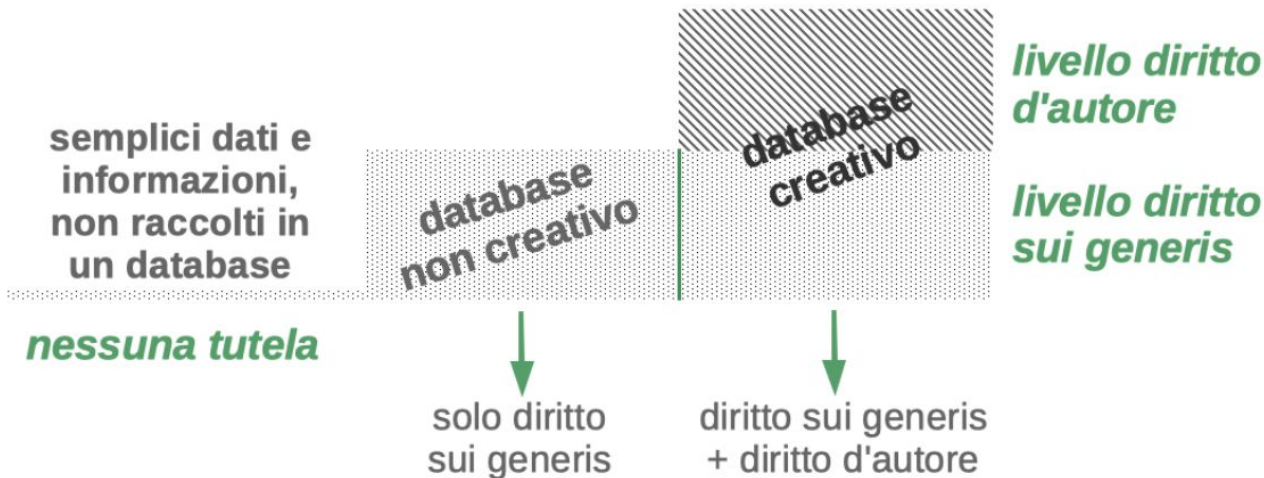 semplici dati e
informazioni,
non raccolti in
un database
nessuna tutela
database
non creativo
database
creativo
livello diritto
d'autore
livello diritto
sui generis
solo diritto
sui generis
diritto sui generis
+ diritto d'autore